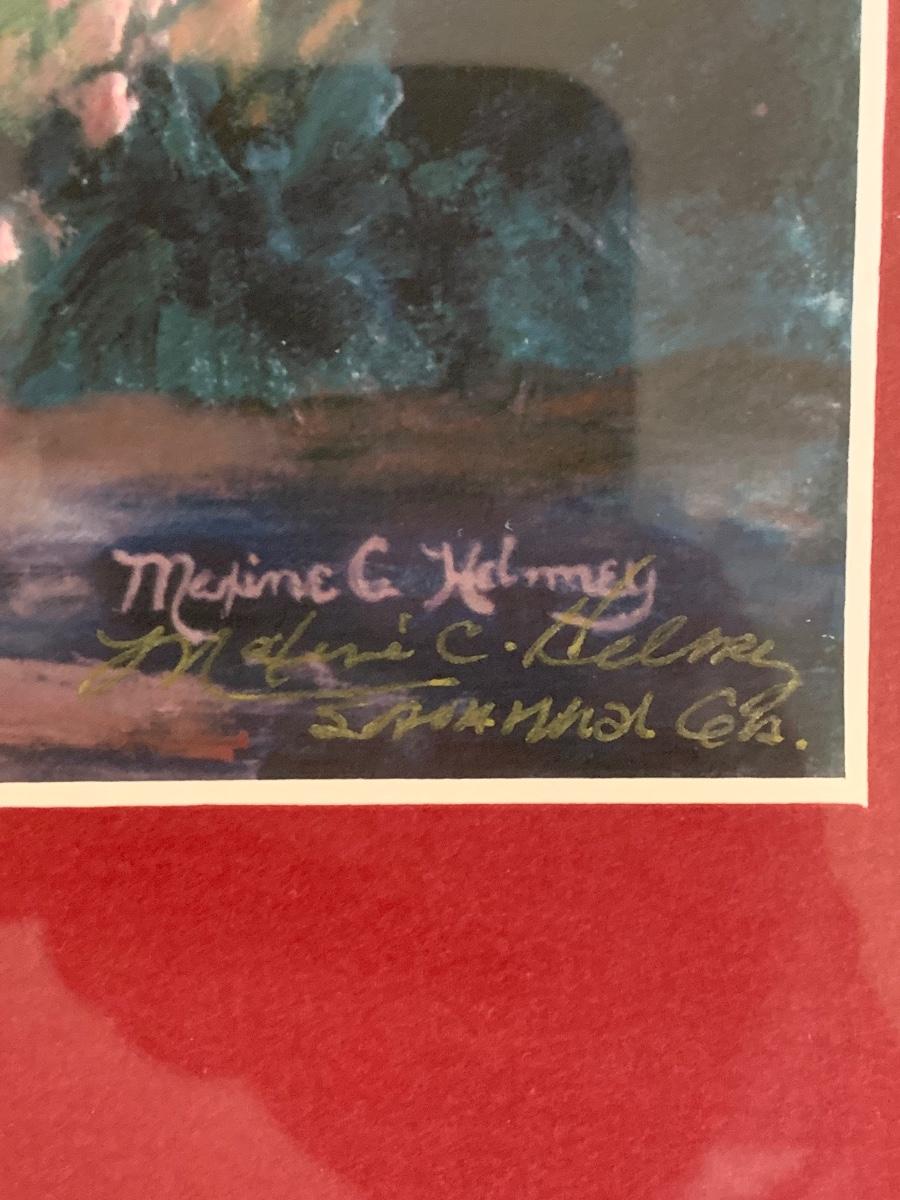 Maxine C Helmey
Maxine C. Helmey
Savannah Ga.